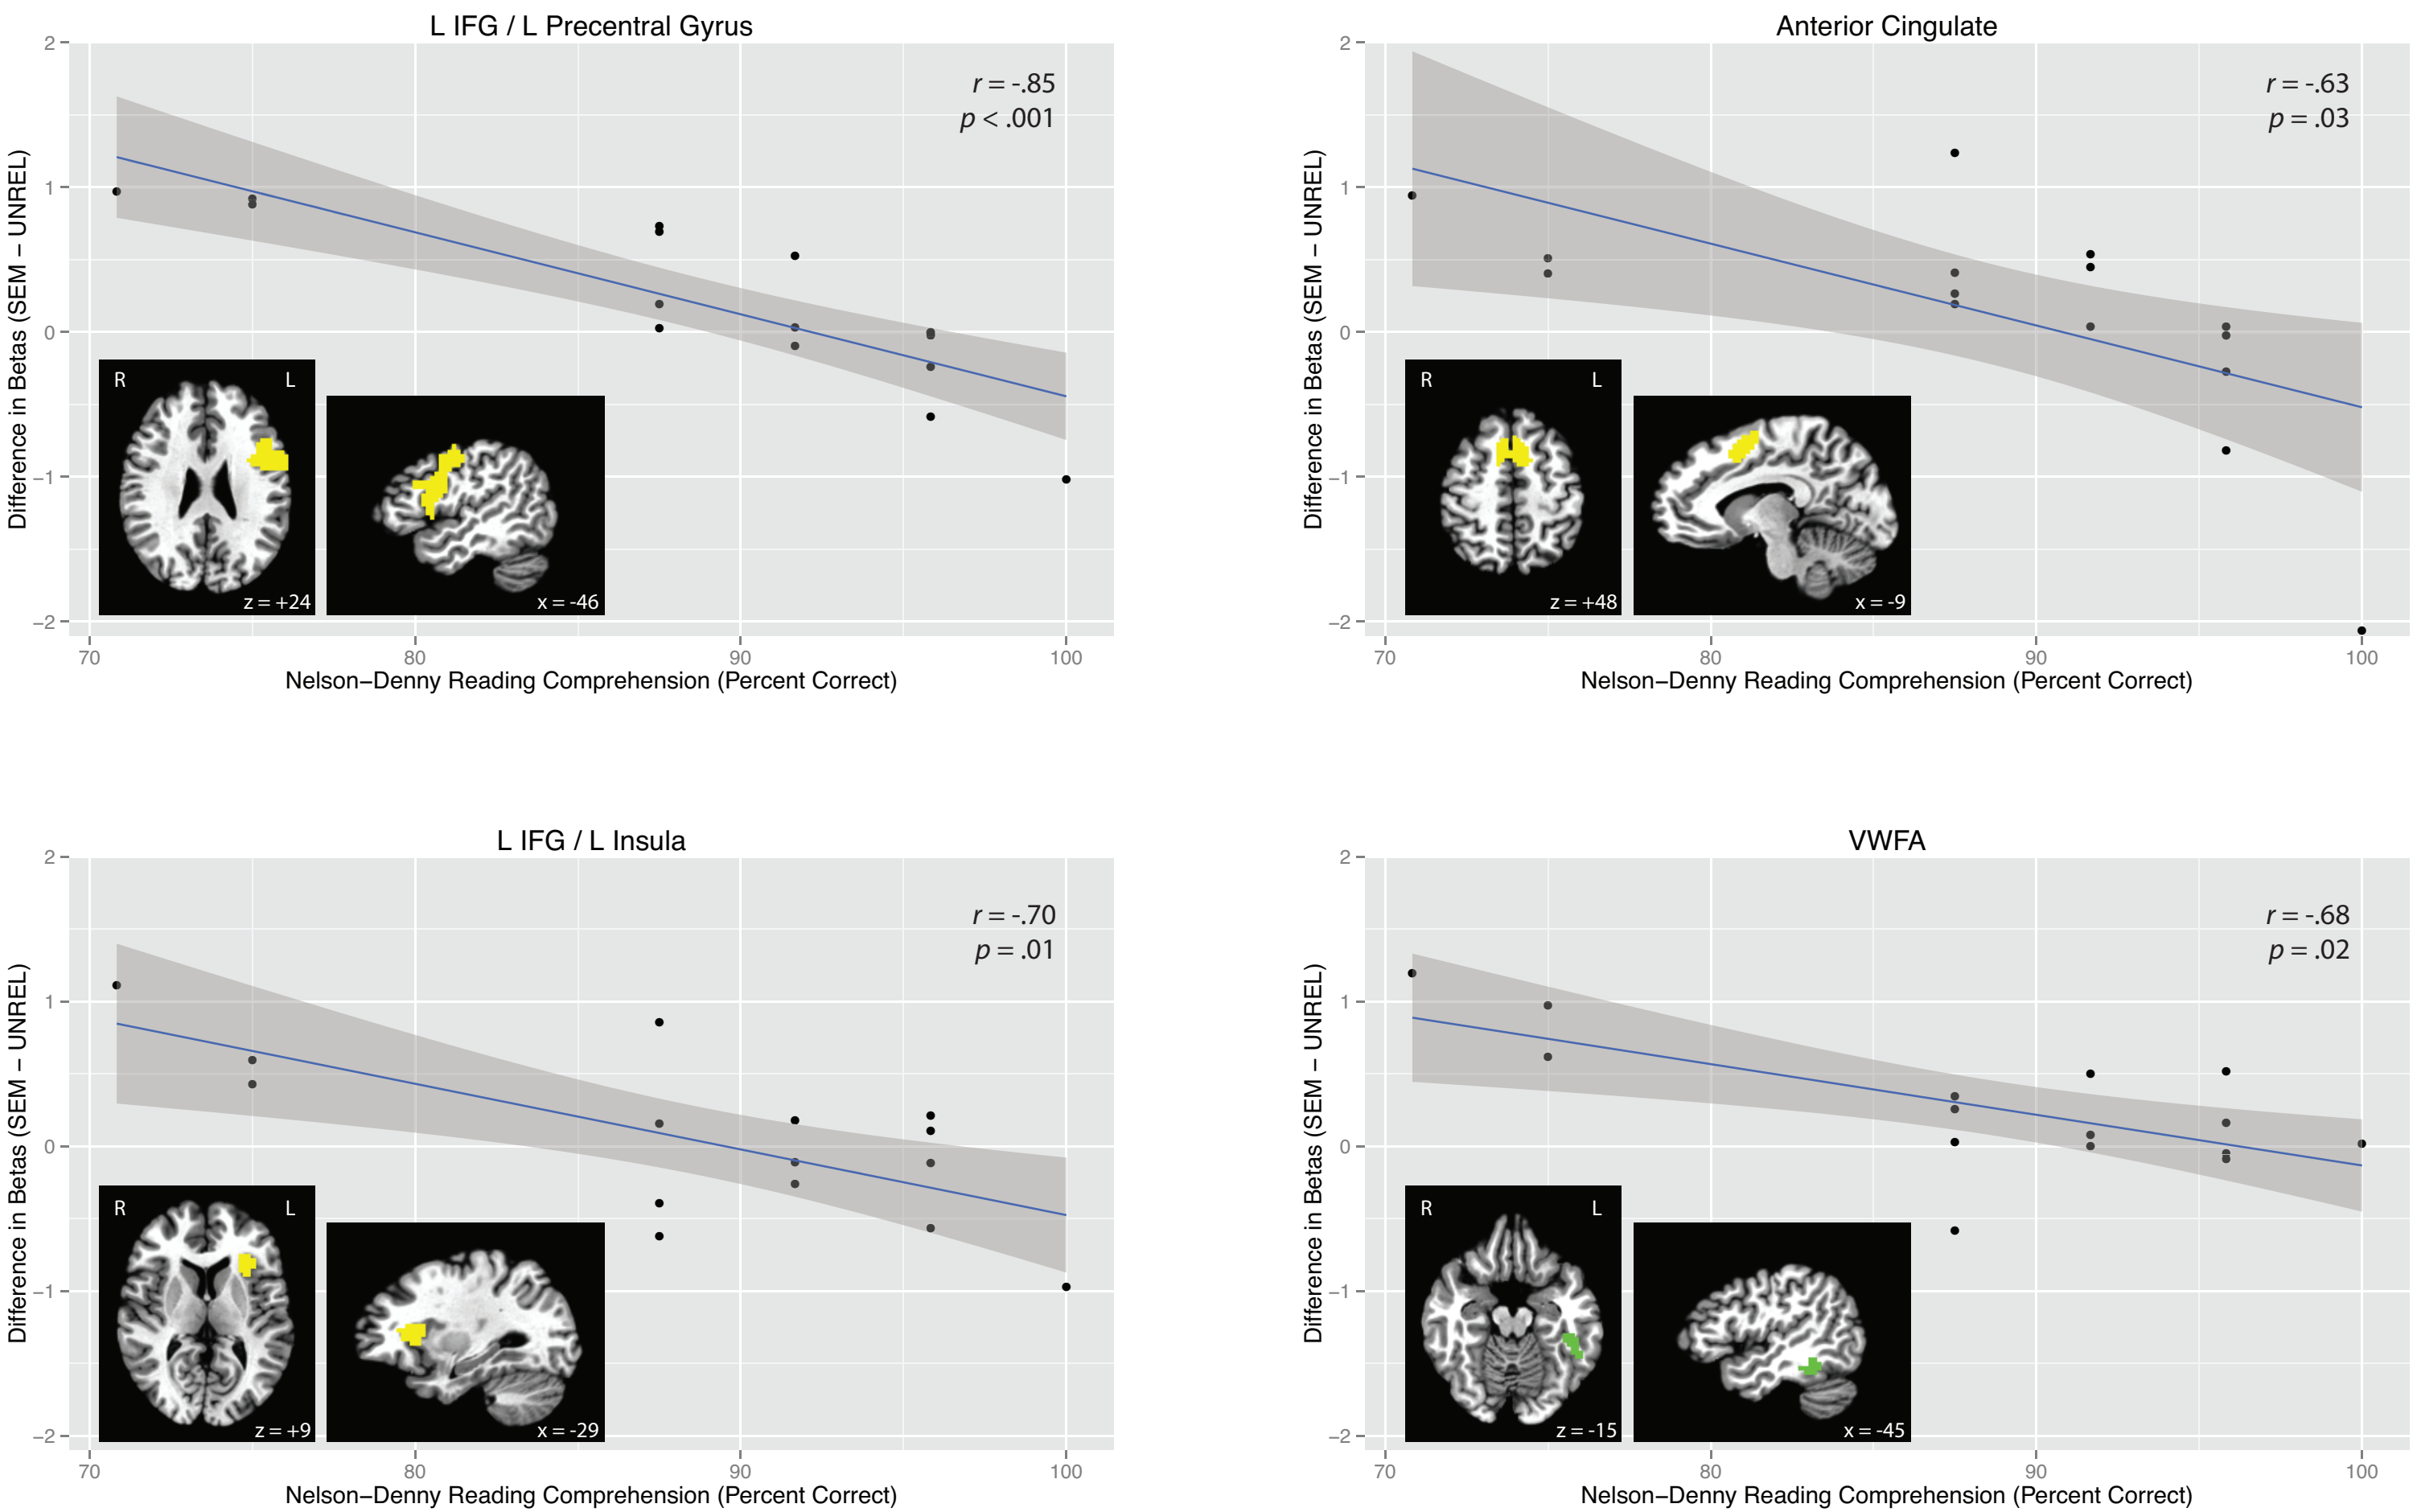 L IFG / L Precentral Gyrus
r = -.85
p < .001
Difference in Betas (SEM − UNREL)
2
1
0
−1
−2
R L
z = +24
x = -46
70 80 90 100
Nelson−Denny Reading Comprehension (Percent Correct)
Anterior Cingulate
r = -.63
p = .03
Difference in Betas (SEM − UNREL)
2
1
0
−1
−2
R L
z = +48
x = -9
70 80 90 100
Nelson−Denny Reading Comprehension (Percent Correct)
L IFG / L Insula
r = -.70
p = .01
Difference in Betas (SEM − UNREL)
2
1
0
−1
−2
R L
z = +9
x = -29
70 80 90 100
Nelson−Denny Reading Comprehension (Percent Correct)
VWFA
r = -.68
p = .02
Difference in Betas (SEM − UNREL)
2
1
0
−1
−2
R L
z = -15
x = -45
70 80 90 100
Nelson−Denny Reading Comprehension (Percent Correct)